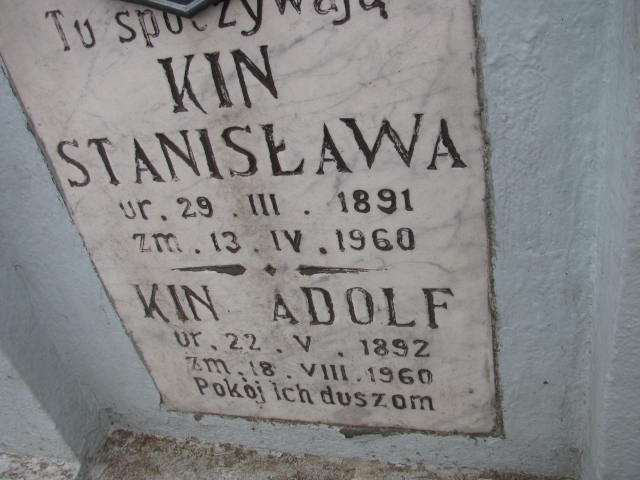 Tu spoczywają
KIN
STANISŁAWA
ur. 29. III. 1891
zm. 13. IV. 1960
KIN ADOLF
ur. 22. V. 1892
zm. 18. VIII. 1960
Pokój ich duszom